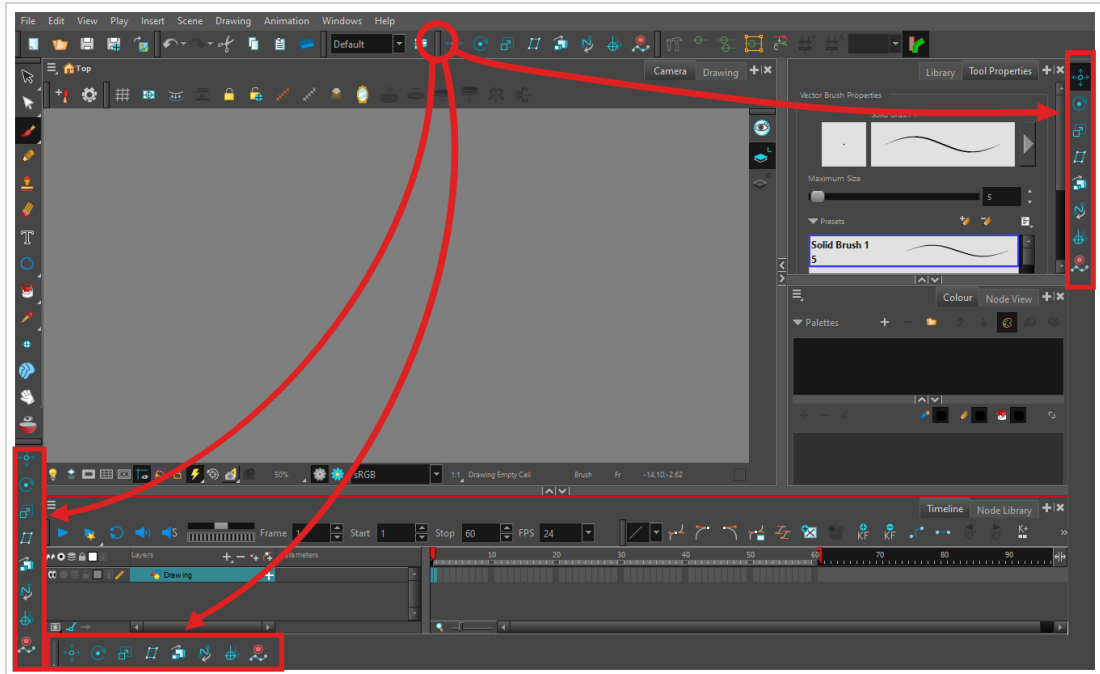 File Edit View Play Insert Scene Drawing Animation Windows Help
Default
Top
Camera Drawing
Library Tool Properties
Vector Brush Properties
Solid Brush 1
Maximum Size
5
Presets
Solid Brush 1
5
Colour Node View
Palettes
50%
sRGB
1:1 Drawing Empty Cell
Brush Fr -14.10:-2.62
Timeline Node Library
Frame 1 Start 1 Stop 60 FPS 24
KF KF K+
Layers
Parameters
10 20 30 40 50 60 70 80 90
Drawing